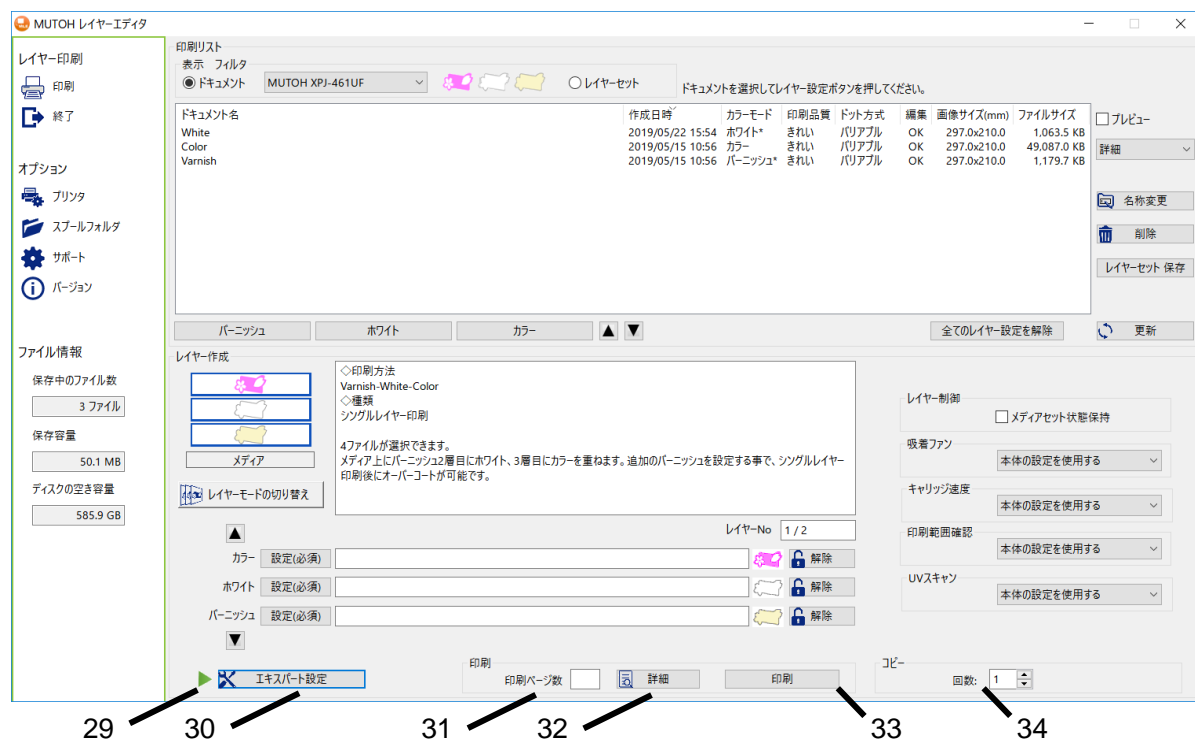 MUTOH レイヤーエディタ
レイヤー印刷
印刷
終了
オプション
プリンタ
スプールフォルダ
サポート
バージョン
ファイル情報
保存中のファイル数
3 ファイル
保存容量
50.1 MB
ディスクの空き容量
585.9 GB
印刷リスト
表示 フィルタ
ドキュメント MUTOH XPJ-461UF レイヤーセット ドキュメントを選択してレイヤー設定ボタンを押してください。
ドキュメント名 作成日時 カラーモード 印刷品質 ドット方式 編集 画像サイズ(mm) ファイルサイズ
White 2019/05/22 15:54 ホワイト* きれい バリアブル OK 297.0x210.0 1,063.5 KB
Color 2019/05/15 10:56 カラー きれい バリアブル OK 297.0x210.0 49,087.0 KB
Varnish 2019/05/15 10:56 バーニッシュ* きれい バリアブル OK 297.0x210.0 1,179.7 KB
プレビュー
詳細
名称変更
削除
レイヤーセット 保存
バーニッシュ ホワイト カラー ▲ ▼ 全てのレイヤー設定を解除 更新
レイヤー作成
メディア
レイヤーモードの切り替え
◇印刷方法
Varnish-White-Color
◇種類
シングルレイヤー印刷
4ファイルが選択できます。
メディア上にバーニッシュ2層目にホワイト、3層目にカラーを重ねます。追加のバーニッシュを設定する事で、シングルレイヤー
印刷後にオーバーコートが可能です。
レイヤーNo 1 / 2
▲
カラー 設定(必須) 解除
ホワイト 設定(必須) 解除
バーニッシュ 設定(必須) 解除
▼
レイヤー制御
メディアセット状態保持
吸着ファン
本体の設定を使用する
キャリッジ速度
本体の設定を使用する
印刷範囲確認
本体の設定を使用する
UVスキャン
本体の設定を使用する
エキスパート設定
印刷
印刷ページ数 詳細 印刷
コピー
回数: 1
29 30 31 32 33 34